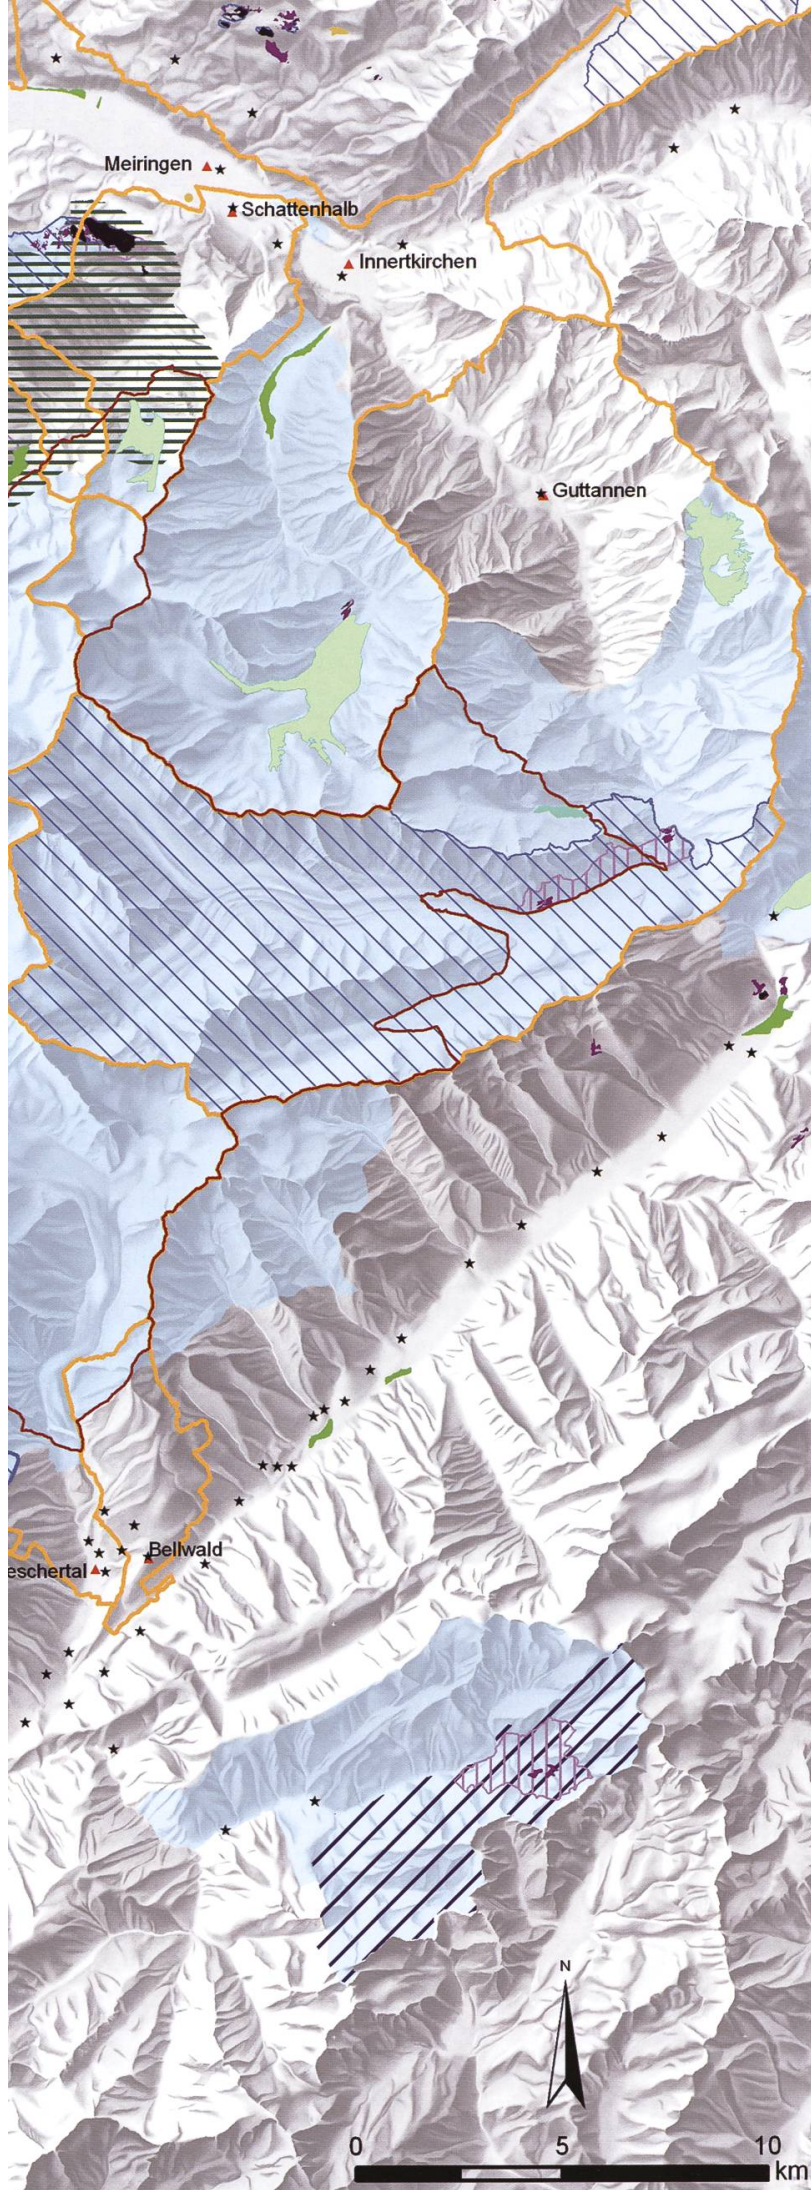 Meiringen
Schattenhalb
Innertkirchen
Guttannen
Bellwald
eschertal
N
0 5 10
km